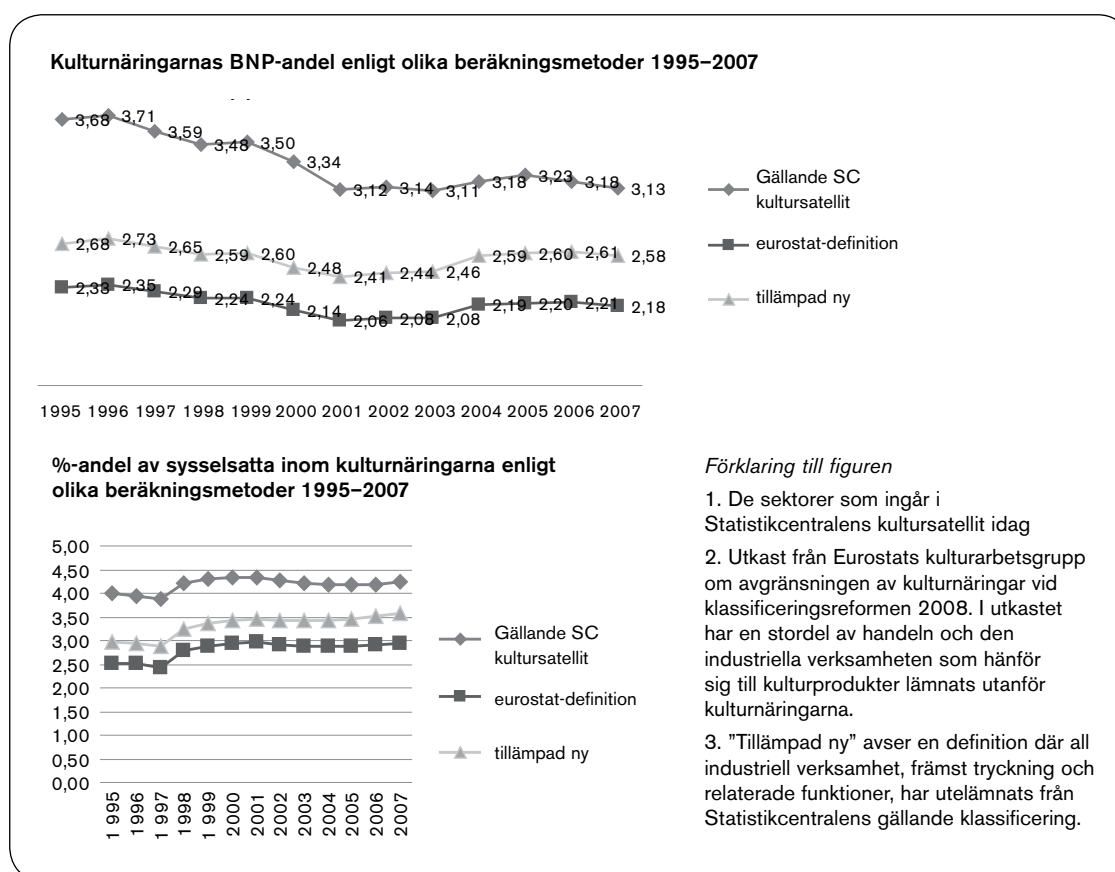 Kulturnäringarnas BNP-andel enligt olika beräkningsmetoder 1995–2007
3,68 3,71 3,59 3,48 3,50 3,34 3,12 3,14 3,11 3,18 3,23 3,18 3,13
2,68 2,73 2,65 2,59 2,60 2,48 2,41 2,44 2,46 2,59 2,60 2,61 2,58
2,33 2,35 2,29 2,24 2,24 2,14 2,06 2,08 2,08 2,19 2,20 2,21 2,18
1995 1996 1997 1998 1999 2000 2001 2002 2003 2004 2005 2006 2007
Gällande SC
kultursatellit
eurostat-definition
tillämpad ny
%-andel av sysselsatta inom kulturnäringarna enligt
olika beräkningsmetoder 1995–2007
5,00
4,50
4,00
3,50
3,00
2,50
2,00
1,50
1,00
0,50
0,00
1995 1996 1997 1998 1999 2000 2001 2002 2003 2004 2005 2006 2007
Gällande SC
kultursatellit
eurostat-definition
tillämpad ny
Förklaring till figuren
1. De sektorer som ingår i
Statistikcentralens kultursatellit idag
2. Utkast från Eurostats kulturarbetsgrupp
om avgränsningen av kulturnäringar vid
klassificeringsreformen 2008. I utkastet
har en stordel av handeln och den
industriella verksamheten som hänför
sig till kulturprodukter lämnats utanför
kulturnäringarna.
3. ”Tillämpad ny” avser en definition där all
industriell verksamhet, främst tryckning och
relaterade funktioner, har utelämnats från
Statistikcentralens gällande klassificering.